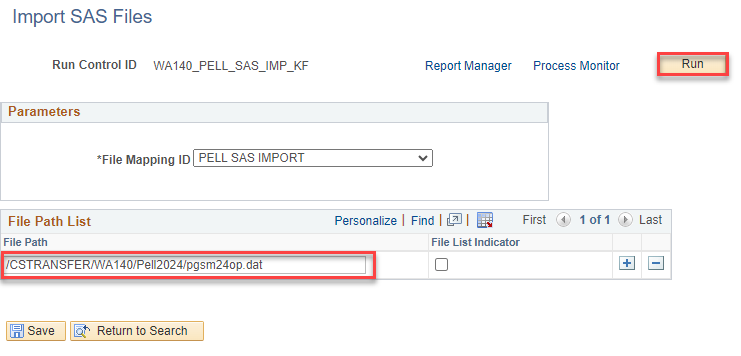 Import SAS Files
Run Control ID WA140_PELL_SAS_IMP_KF Report Manager Process Monitor Run
Parameters
*File Mapping ID PELL SAS IMPORT
File Path List Personalize | Find | | First 1 of 1 Last
File Path File List Indicator
/CSTRANSFER/WA140/Pell2024/pgsm24op.dat
Save Return to Search